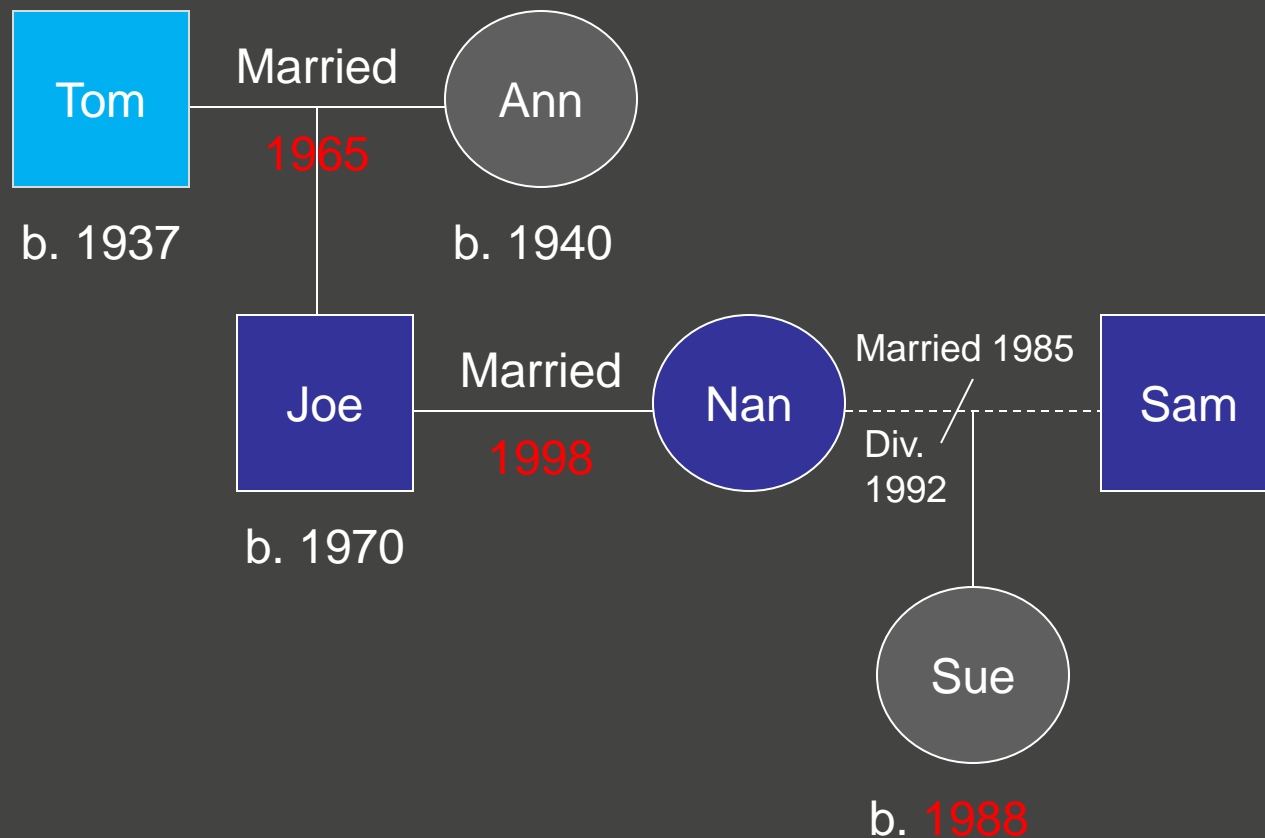 Married
Tom
Ann
1965
b. 1937
b. 1940
Married 1985
Married
Joe
Nan
Sam
Div.
1992
1998
b. 1970
Sue
b. 1988